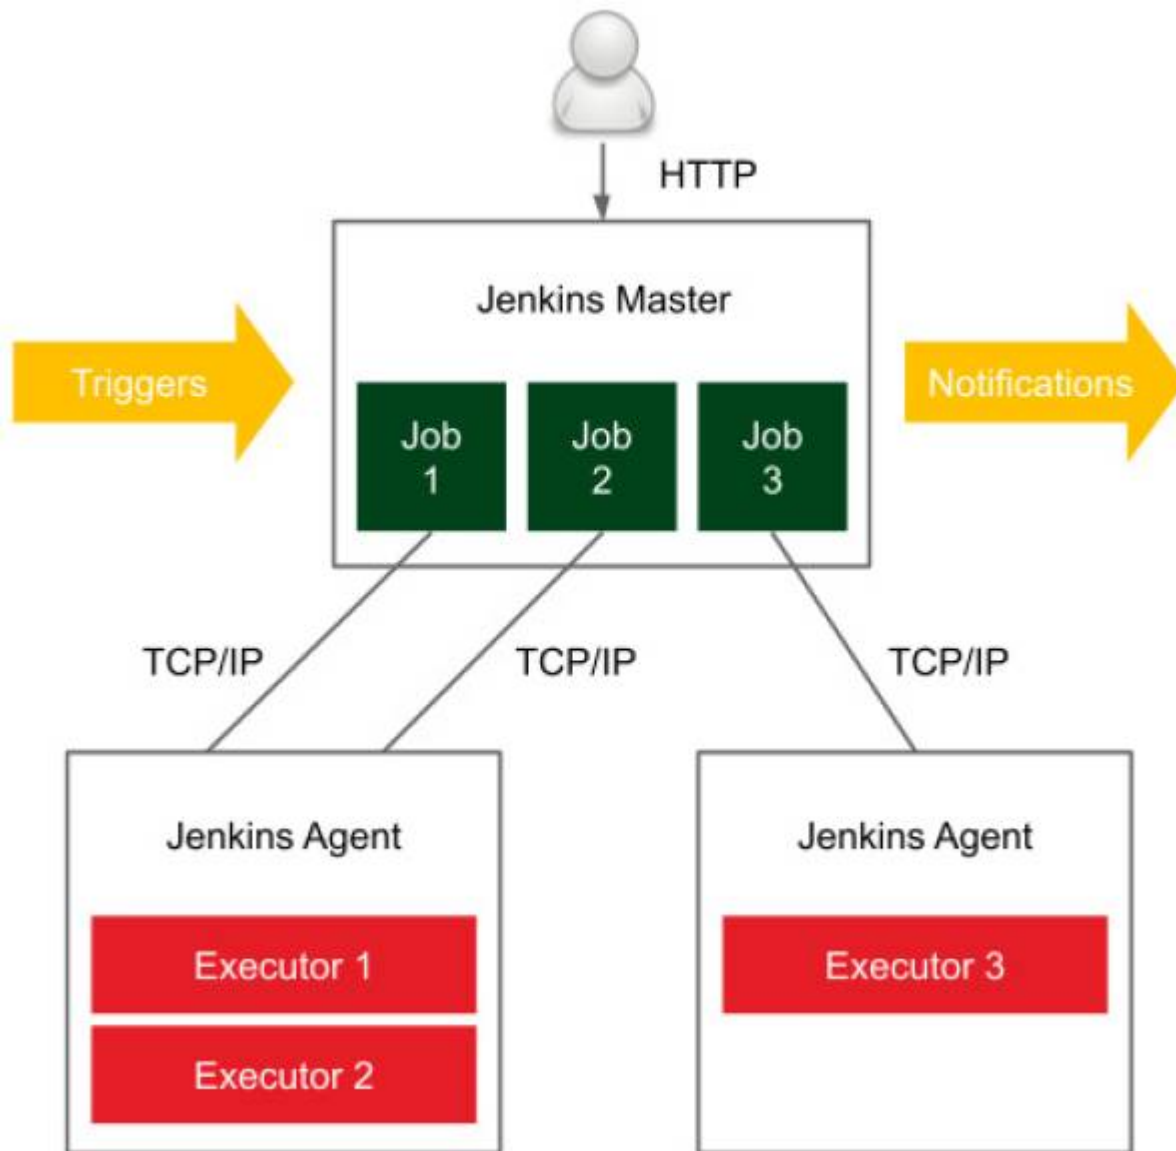 HTTP
Jenkins Master
Triggers
Notifications
Job
1
Job
2
Job
3
TCP/IP
TCP/IP
TCP/IP
Jenkins Agent
Executor 1
Executor 2
Jenkins Agent
Executor 3